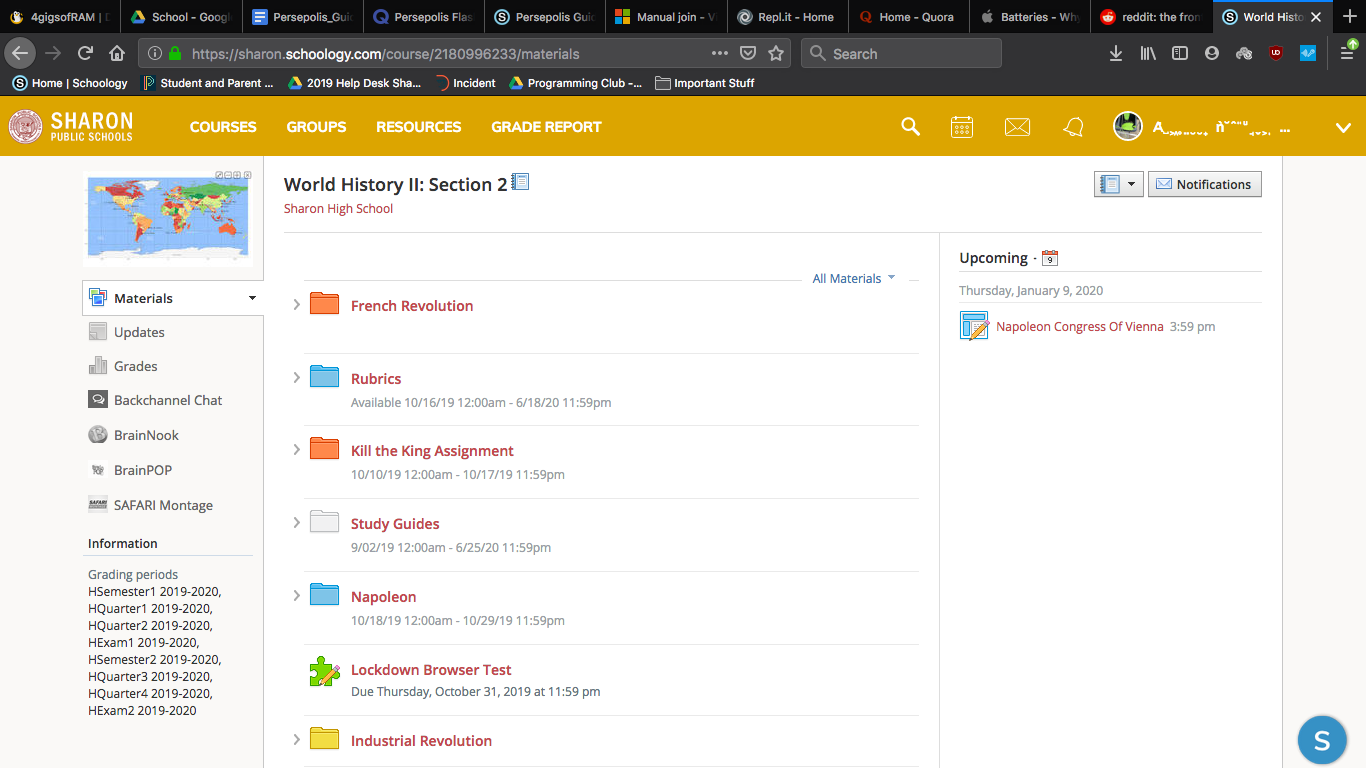 4gigsofRAM | D
School - Googl
Persepolis_Guid
Persepolis Flas
Persepolis Guid
Manual join - V
Repl.it - Home
Home - Quora
Batteries - Why
reddit: the fron
World Histo
https://sharon.schoology.com/course/2180996233/materials
Search
Home | Schoology
Student and Parent ...
2019 Help Desk Sha...
Incident
Programming Club -...
Important Stuff
SHARON
PUBLIC SCHOOLS
COURSES
GROUPS
RESOURCES
GRADE REPORT
World History II: Section 2
Sharon High School
Notifications
Materials
Updates
Grades
Backchannel Chat
BrainNook
BrainPOP
SAFARI Montage
Information
Grading periods
HSemester1 2019-2020,
HQuarter1 2019-2020,
HQuarter2 2019-2020,
HExam1 2019-2020,
HSemester2 2019-2020,
HQuarter3 2019-2020,
HQuarter4 2019-2020,
HExam2 2019-2020
All Materials
French Revolution
Rubrics
Available 10/16/19 12:00am - 6/18/20 11:59pm
Kill the King Assignment
10/10/19 12:00am - 10/17/19 11:59pm
Study Guides
9/02/19 12:00am - 6/25/20 11:59pm
Napoleon
10/18/19 12:00am - 10/29/19 11:59pm
Lockdown Browser Test
Due Thursday, October 31, 2019 at 11:59 pm
Industrial Revolution
Upcoming · 9
Thursday, January 9, 2020
Napoleon Congress Of Vienna 3:59 pm
S